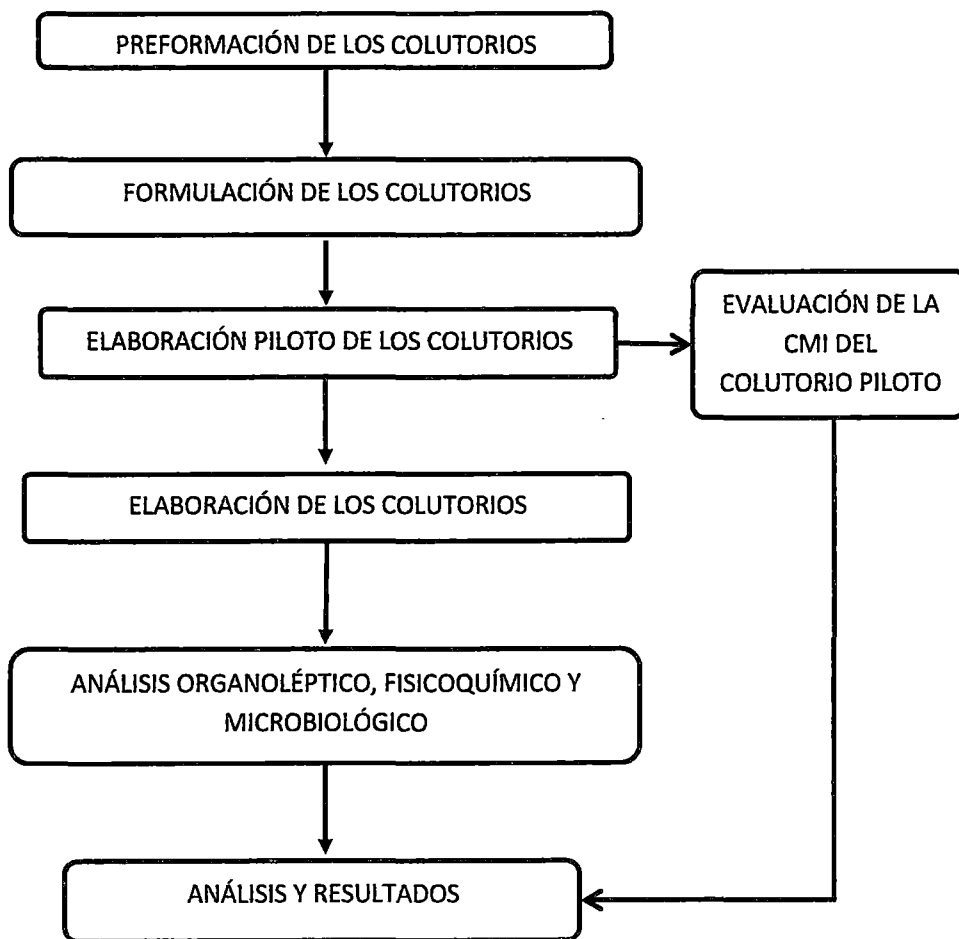 PREFORMACIÓN DE LOS COLUTORIOS
FORMULACIÓN DE LOS COLUTORIOS
ELABORACIÓN PILOTO DE LOS COLUTORIOS
EVALUACIÓN DE LA
CMI DEL
COLUTORIO PILOTO
ELABORACIÓN DE LOS COLUTORIOS
ANÁLISIS ORGANOLÉPTICO, FISICOQUÍMICO Y
MICROBIOLÓGICO
ANÁLISIS Y RESULTADOS